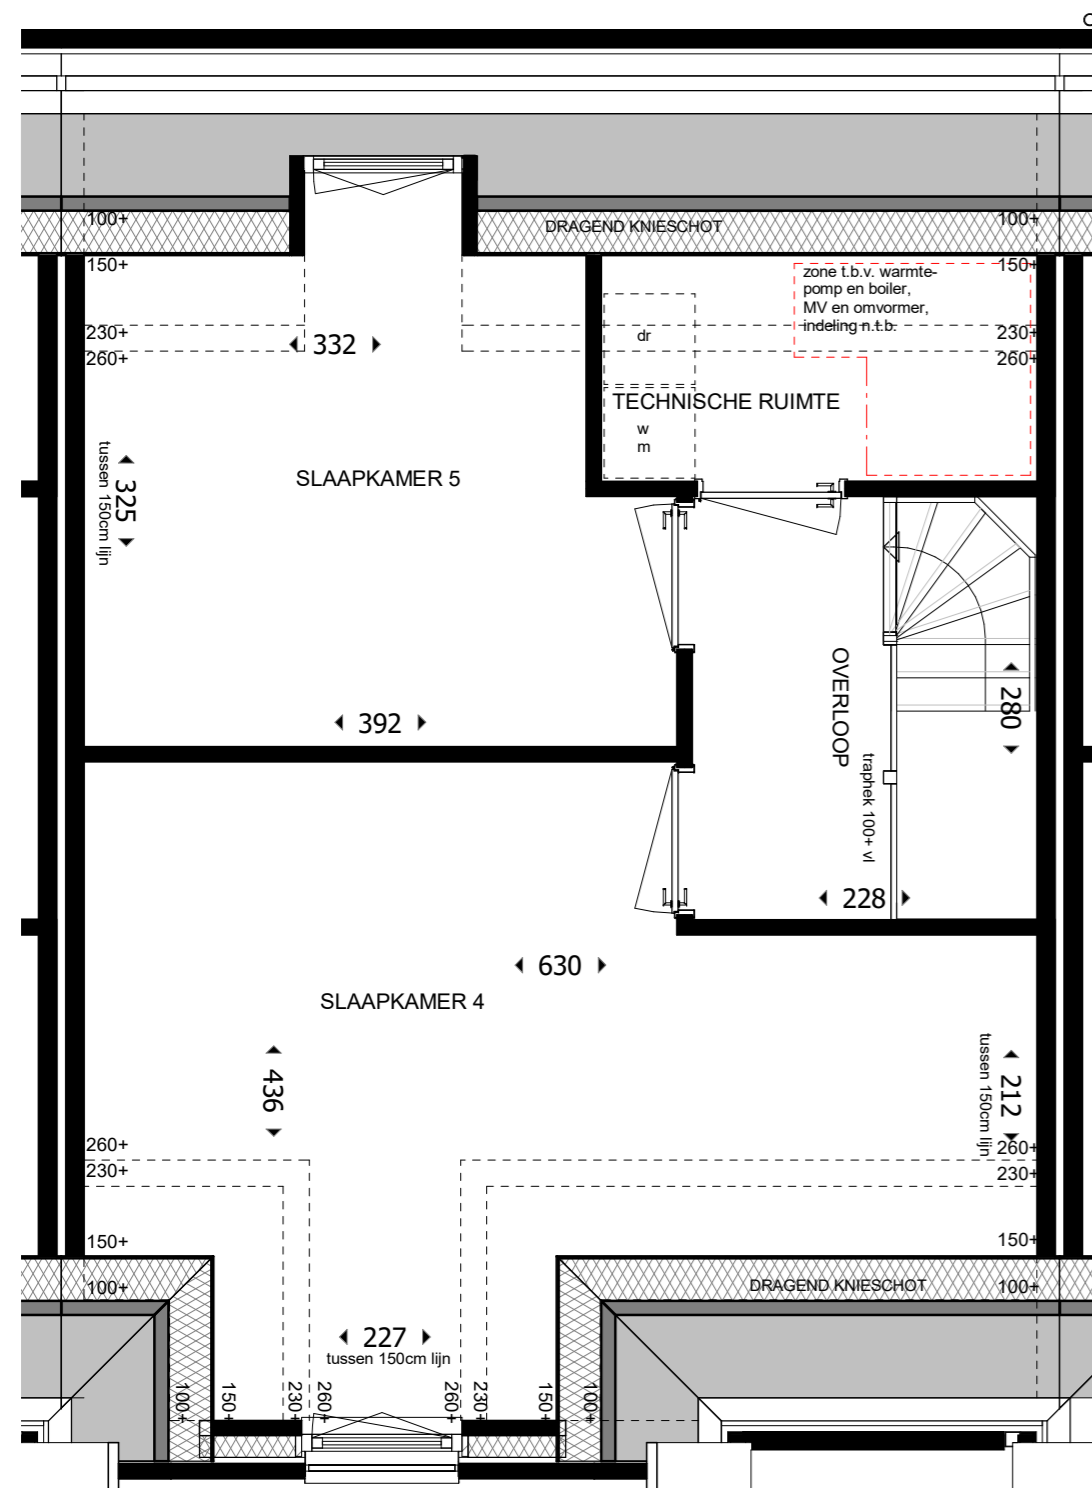 C
100+
DRAGEND KNIESCHOT
100+
150+
150+
zone t.b.v. warmte-
pomp en boiler,
MV en omvormer,
indeling n.t.b.
230+
332
dr
230+
260+
260+
TECHNISCHE RUIMTE
w
m
325
tussen 150cm lijn
SLAAPKAMER 5
OVERLOOP
280
392
traphek 100+ vl
228
630
SLAAPKAMER 4
436
212
tussen 150cm lijn
260+
260+
230+
230+
150+
150+
100+
DRAGEND KNIESCHOT
100+
227
tussen 150cm lijn
100+
150+
230+
260+
260+
230+
150+
100+